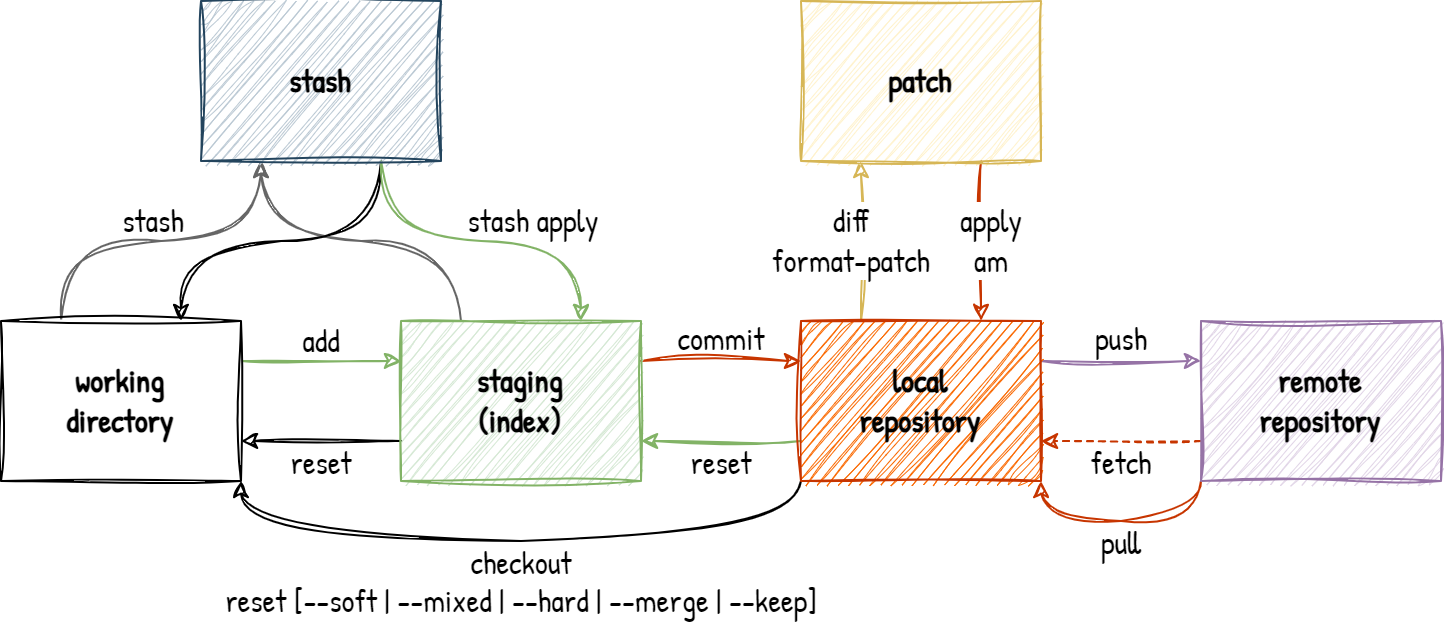 stash
patch
stash
stash apply
diff
format-patch
apply
am
working
directory
add
reset
staging
(index)
commit
reset
local
repository
push
fetch
pull
remote
repository
checkout
reset [--soft | --mixed | --hard | --merge | --keep]